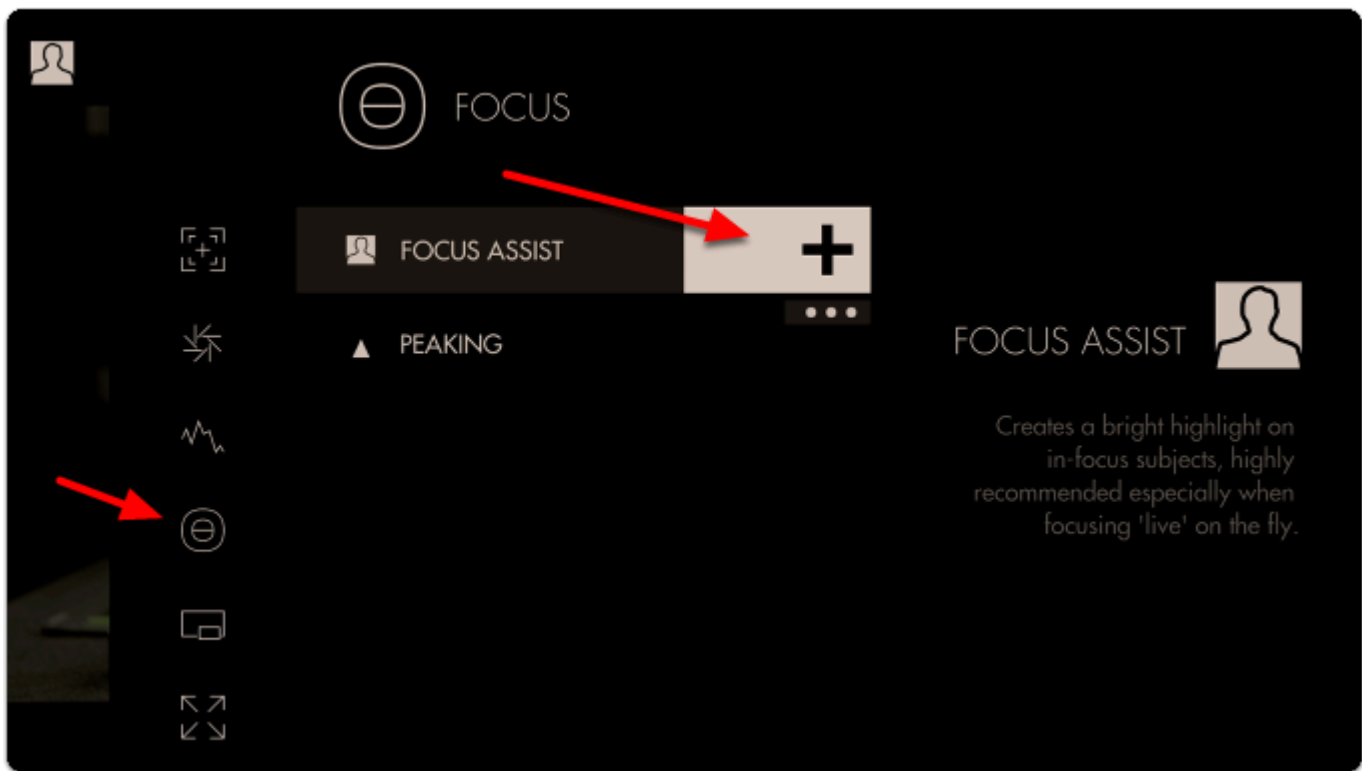 FOCUS
FOCUS ASSIST
PEAKING
FOCUS ASSIST
Creates a bright highlight on
in-focus subjects, highly
recommended especially when
focusing 'live' on the fly.